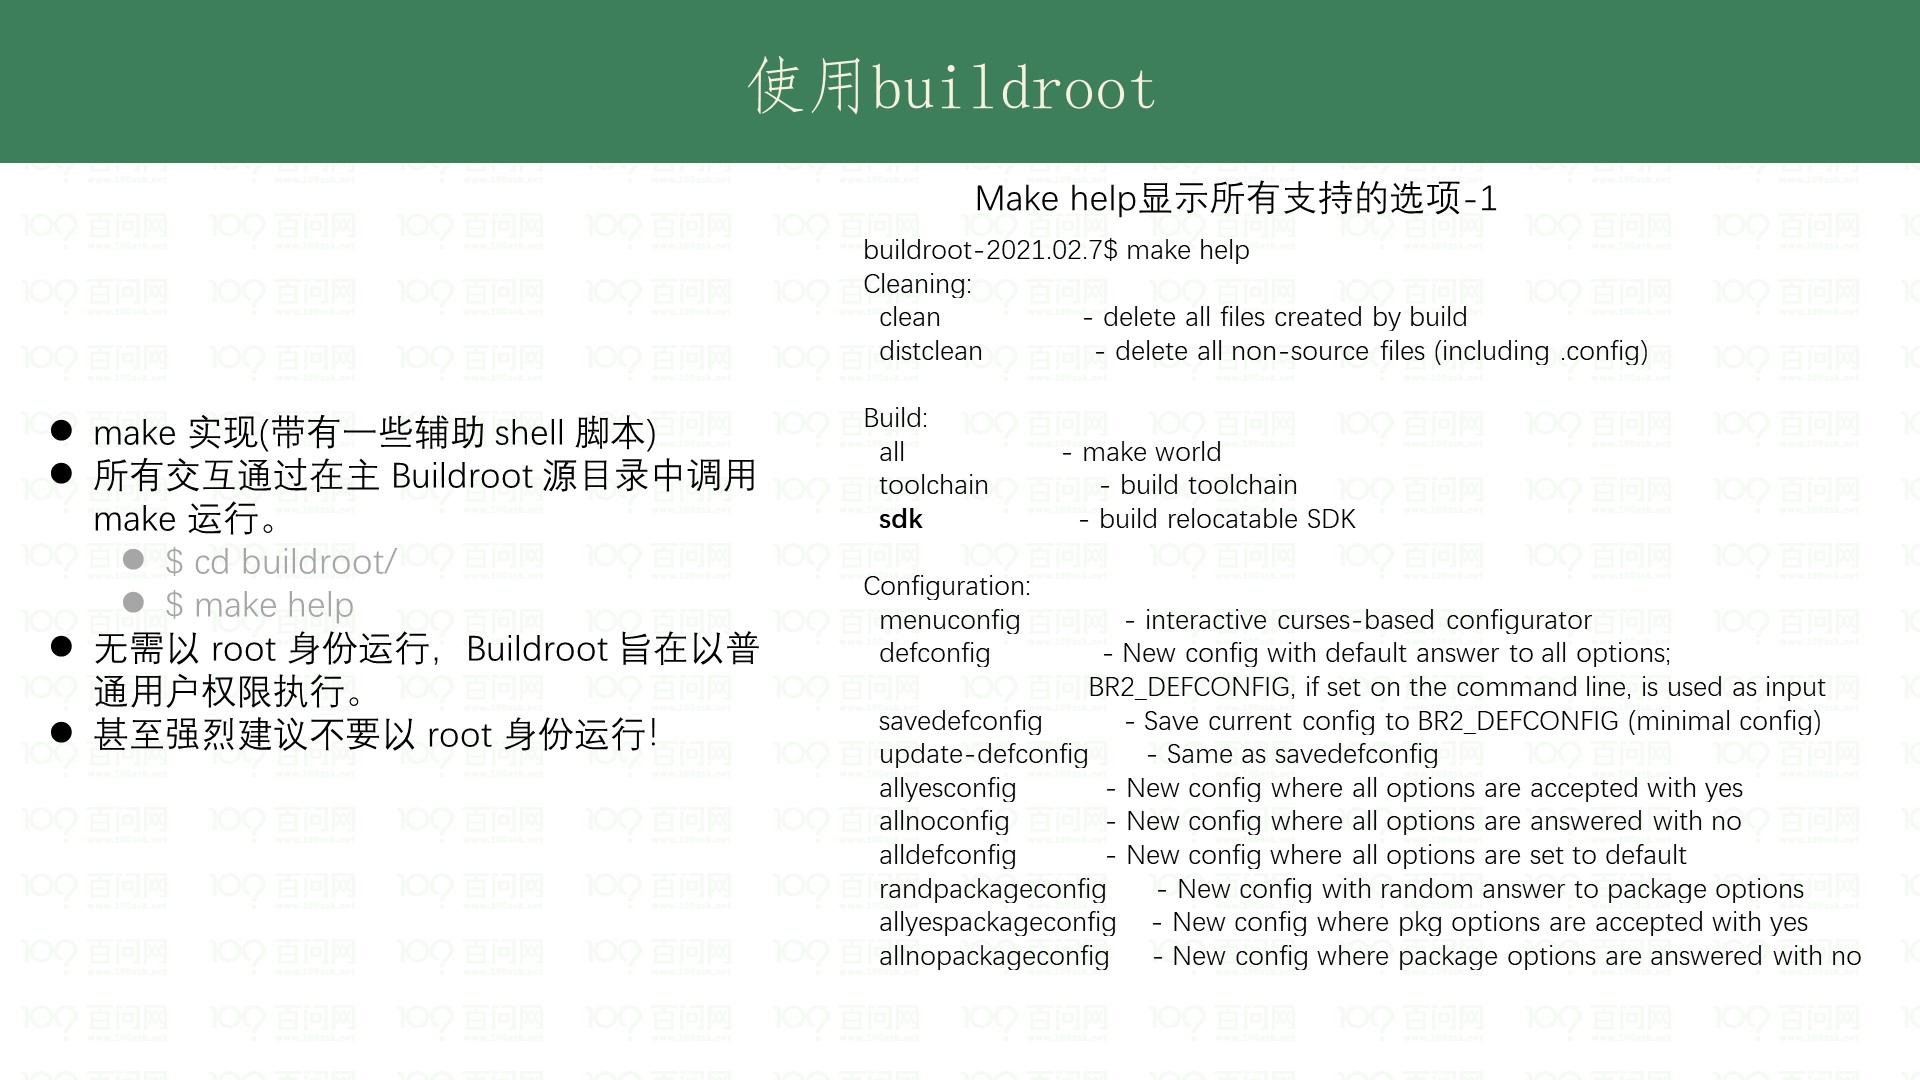 使用buildroot
make 实现(带有一些辅助 shell 脚本)
所有交互通过在主 Buildroot 源目录中调用
make 运行。
$ cd buildroot/
$ make help
无需以 root 身份运行，Buildroot 旨在以普
通用户权限执行。
甚至强烈建议不要以 root 身份运行！
Make help显示所有支持的选项-1
buildroot-2021.02.7$ make help
Cleaning:
clean - delete all files created by build
distclean - delete all non-source files (including .config)
Build:
all - make world
toolchain - build toolchain
sdk - build relocatable SDK
Configuration:
menuconfig - interactive curses-based configurator
defconfig - New config with default answer to all options;
BR2_DEFCONFIG, if set on the command line, is used as input
savedefconfig - Save current config to BR2_DEFCONFIG (minimal config)
update-defconfig - Same as savedefconfig
allyesconfig - New config where all options are accepted with yes
allnoconfig - New config where all options are answered with no
alldefconfig - New config where all options are set to default
randpackageconfig - New config with random answer to package options
allyespackageconfig - New config where pkg options are accepted with yes
allnopackageconfig - New config where package options are answered with no